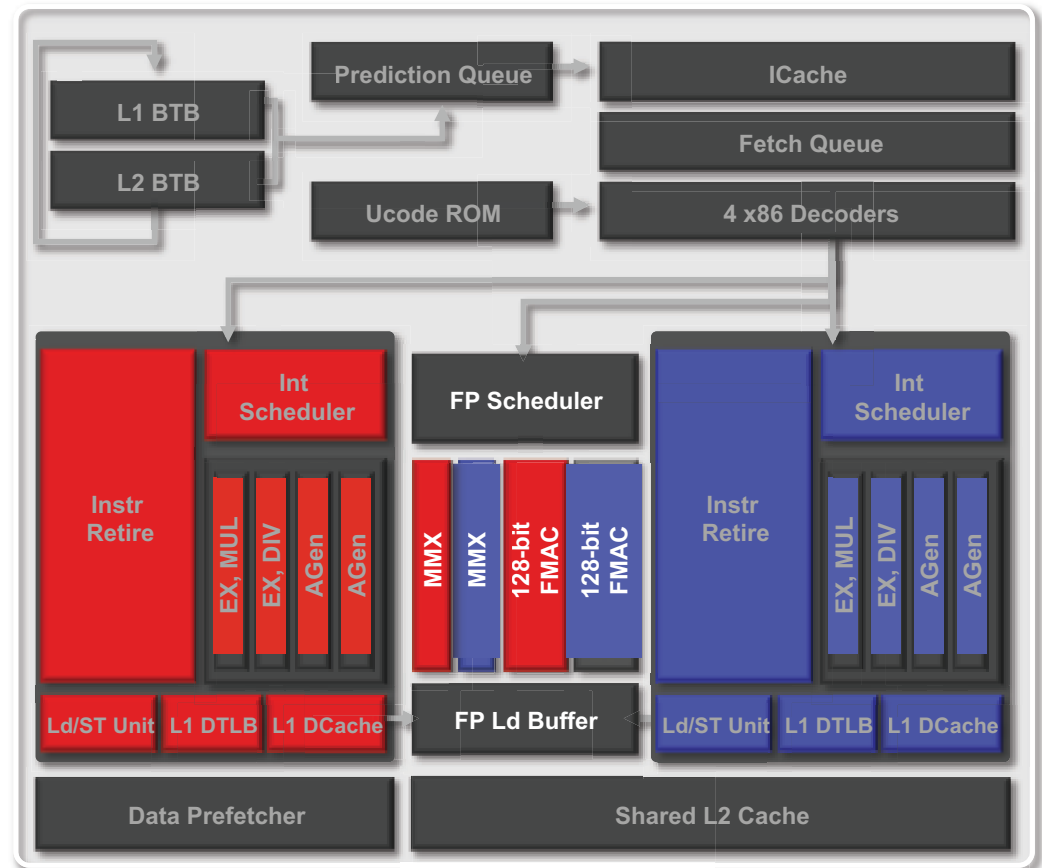 Prediction Queue
ICache
L1 BTB
Fetch Queue
L2 BTB
Ucode ROM
4 x86 Decoders
Int
Scheduler
Instr
Retire
EX, MUL
EX, DIV
AGen
AGen
Ld/ST Unit
L1 DTLB
L1 DCache
FP Scheduler
MMX
MMX
128-bit
FMAC
128-bit
FMAC
FP Ld Buffer
Int
Scheduler
Instr
Retire
EX, MUL
EX, DIV
AGen
AGen
Ld/ST Unit
L1 DTLB
L1 DCache
Data Prefetcher
Shared L2 Cache